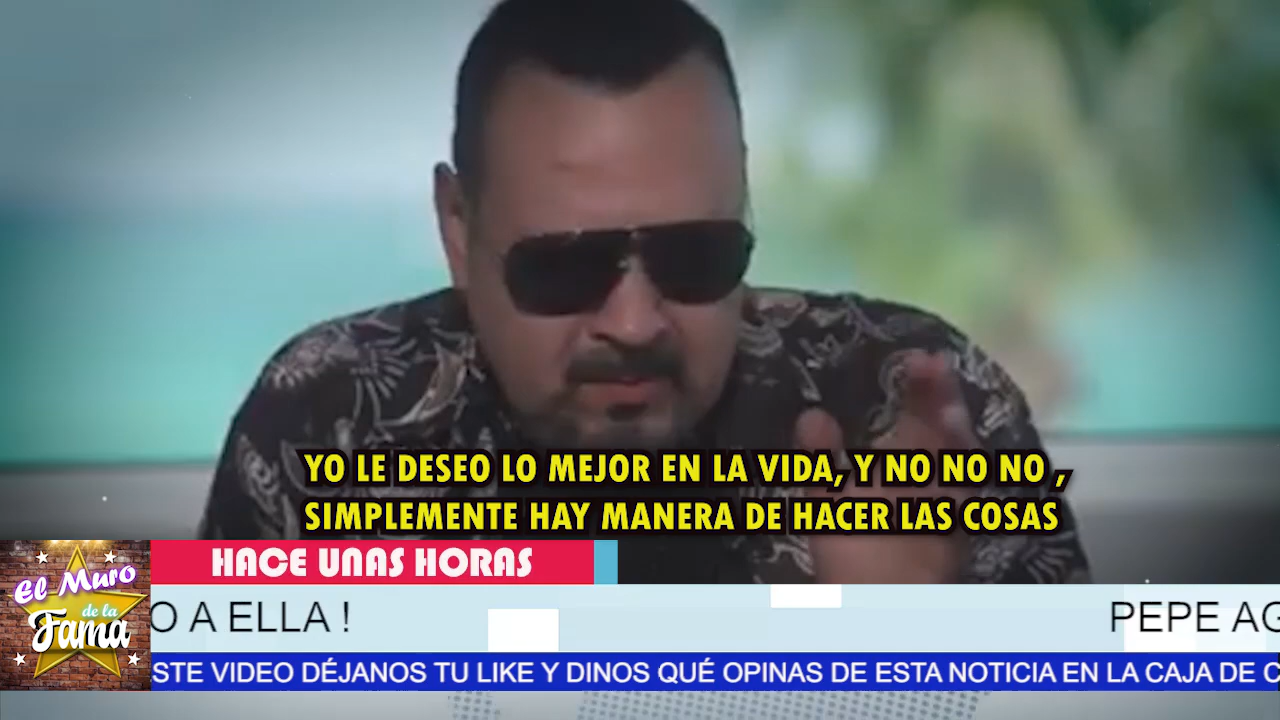 YO LE DESEO LO MEJOR EN LA VIDA, Y NO NO NO ,
SIMPLEMENTE HAY MANERA DE HACER LAS COSAS
HACE UNAS HORAS
El Muro
de la
Fama
O A ELLA !
PEPE AG
STE VIDEO DÉJANOS TU LIKE Y DINOS QUÉ OPINAS DE ESTA NOTICIA EN LA CAJA DE C